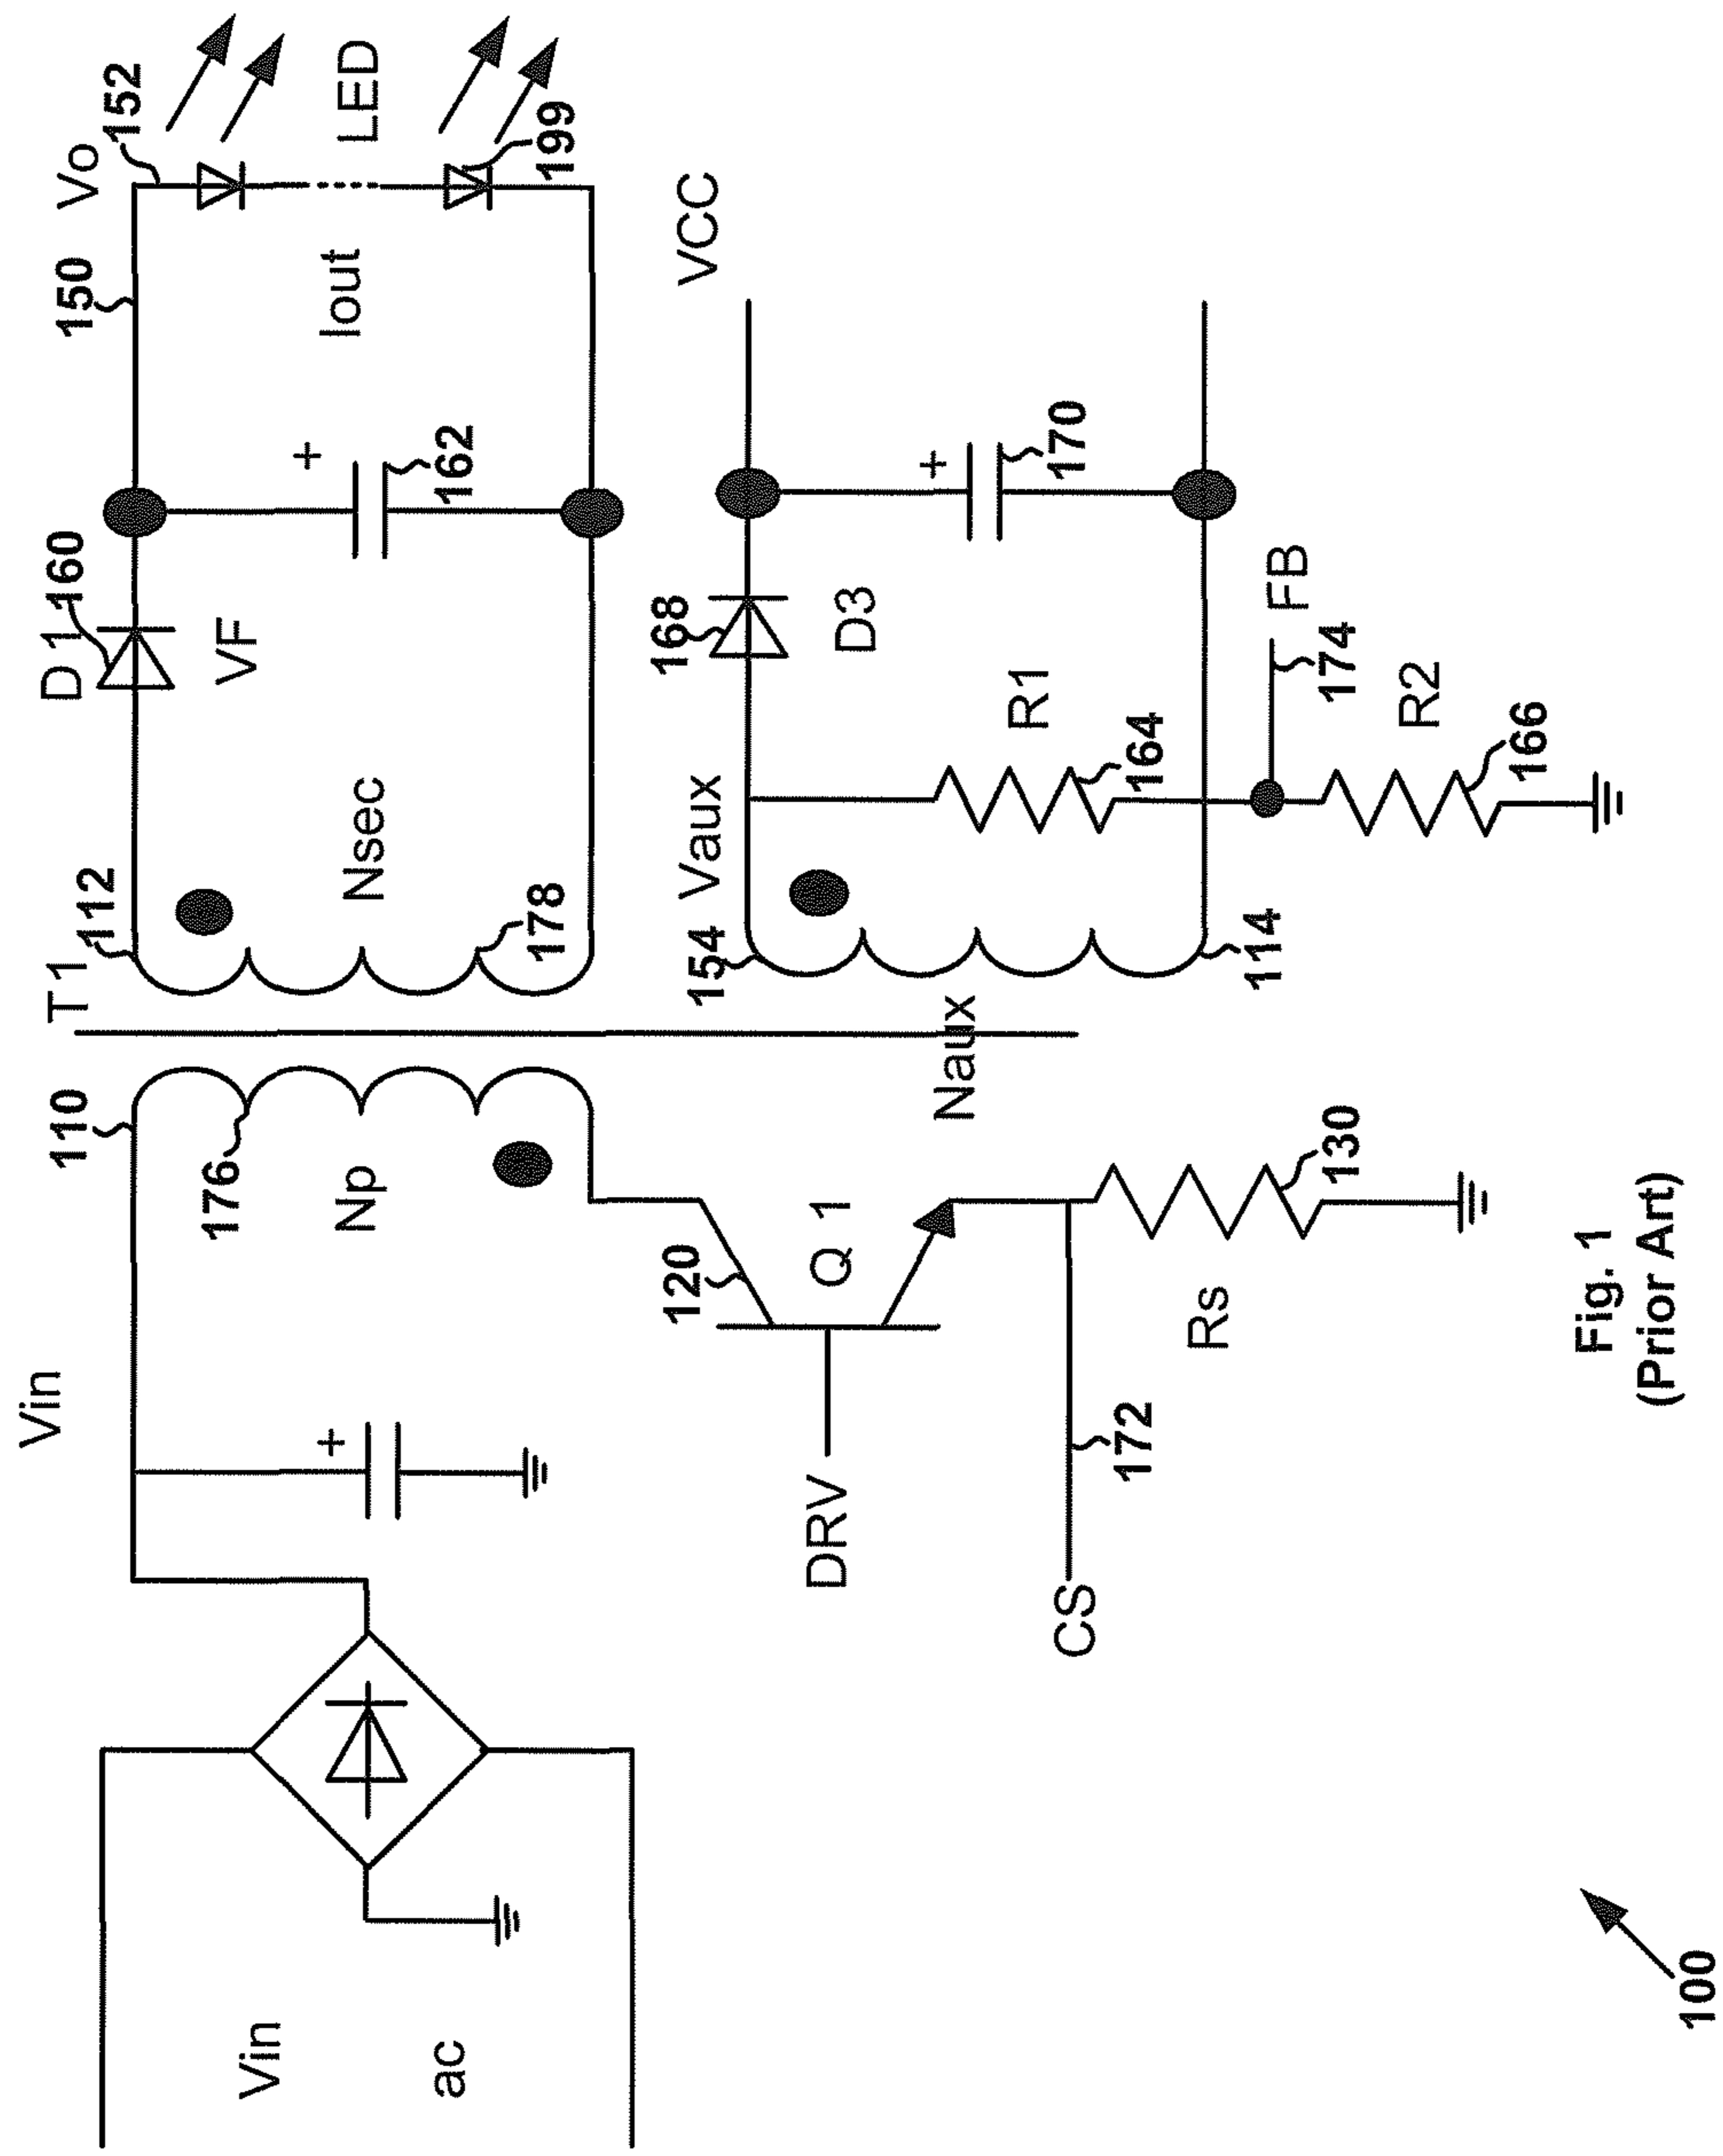 Vin
ac
Vin
110
176
Np
T1
112
Nsec
178
D1
160
VF
162
+
+
150
Vo
152
Iout
LED
199
120
Q 1
DRV
CS
172
Rs
130
Naux
154
Vaux
114
168
D3
R1
164
+
170
VCC
FB
174
R2
166
100
Fig. 1
(Prior Art)